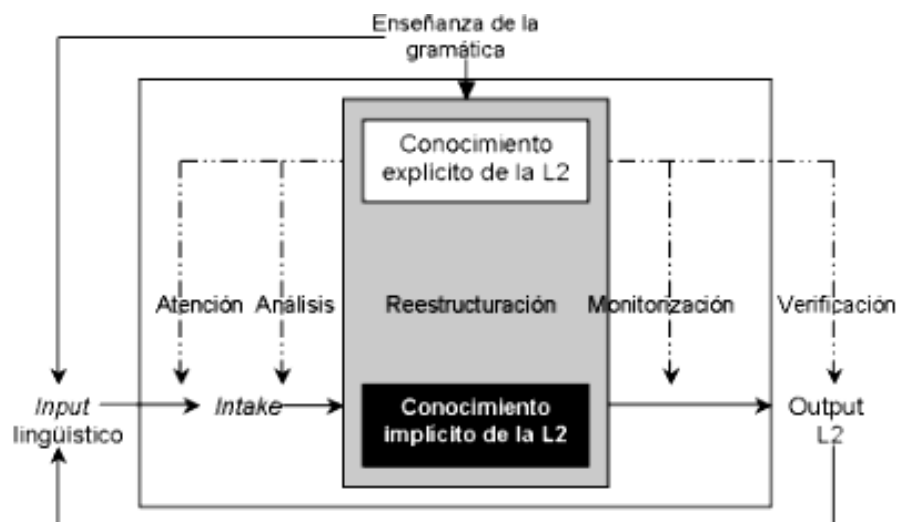 Enseñanza de la
gramática
Conocimiento
explícito de la L2
Atención Análisis Reestructuración Monitorización Verificación
Input
lingüístico
Intake
Conocimiento
implícito de la L2
Output
L2